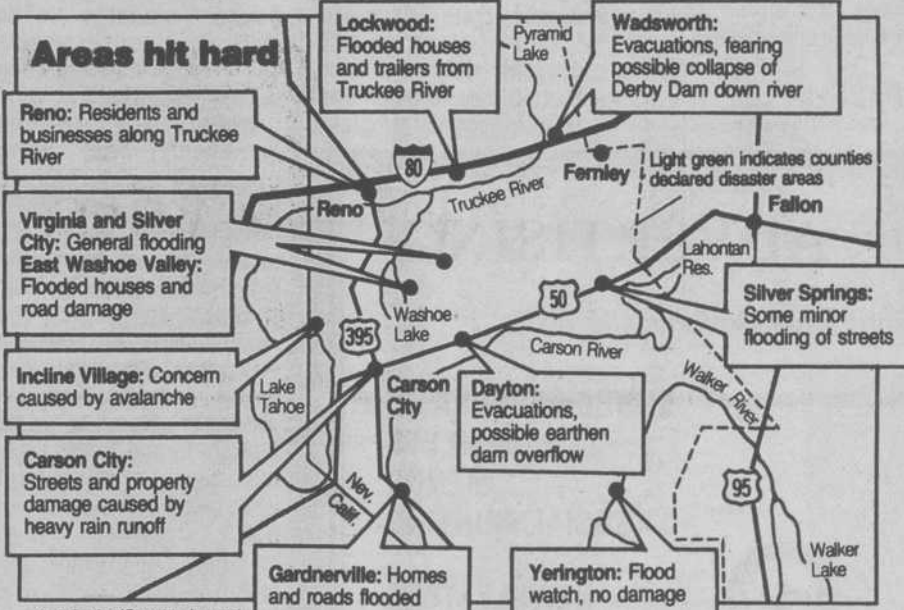 Areas hit hard
Lockwood:
Flooded houses
and trailers from
Truckee River
Pyramid
Lake
Wadsworth:
Evacuations, fearing
possible collapse of
Derby Dam down river
Reno: Residents and
businesses along Truckee
River
80
Reno
Truckee River
Fernley
Light green indicates counties
declared disaster areas
Fallon
Virginia and Silver
City: General flooding
East Washoe Valley:
Flooded houses and
road damage
Lahontan
Res.
50
Washoe
Lake
395
Carson River
Silver Springs:
Some minor
flooding of streets
Incline Village: Concern
caused by avalanche
Lake
Tahoe
Carson
City
Dayton:
Evacuations,
possible earthen
dam overflow
Walker
River
Carson City:
Streets and property
damage caused by
heavy rain runoff
Nev.
Calif.
95
Gardnerville: Homes
and roads flooded
Yerington: Flood
watch, no damage
Walker
Lake